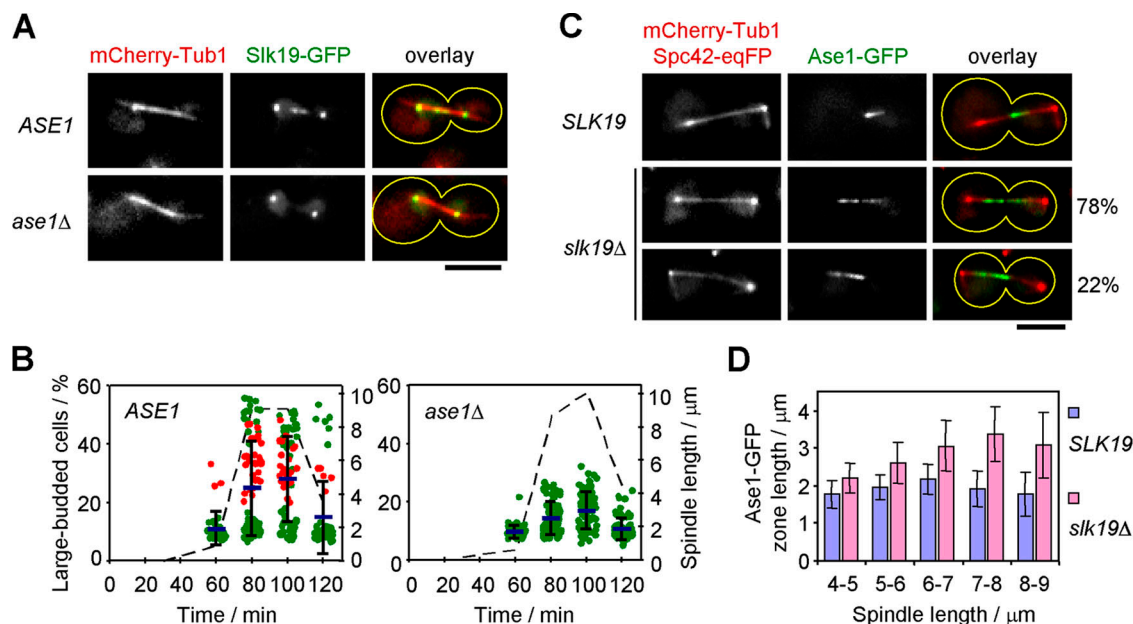 A
mCherry-Tub1 Slk19-GFP overlay
ASE1
ase1Δ
C
mCherry-Tub1
Spc42-eqFP Ase1-GFP overlay
SLK19
slk19Δ
78%
22%
B
Large-budded cells / %
60
40
20
0
ASE1
10
8
6
4
2
0
0 20 40 60 80 100 120
Time / min
60
40
20
0
ase1Δ
10
8
6
4
2
0
Spindle length / μm
0 20 40 60 80 100 120
Time / min
D
Ase1-GFP
zone length / μm
4
3
2
1
0
4-5 5-6 6-7 7-8 8-9
Spindle length / μm
SLK19
slk19Δ